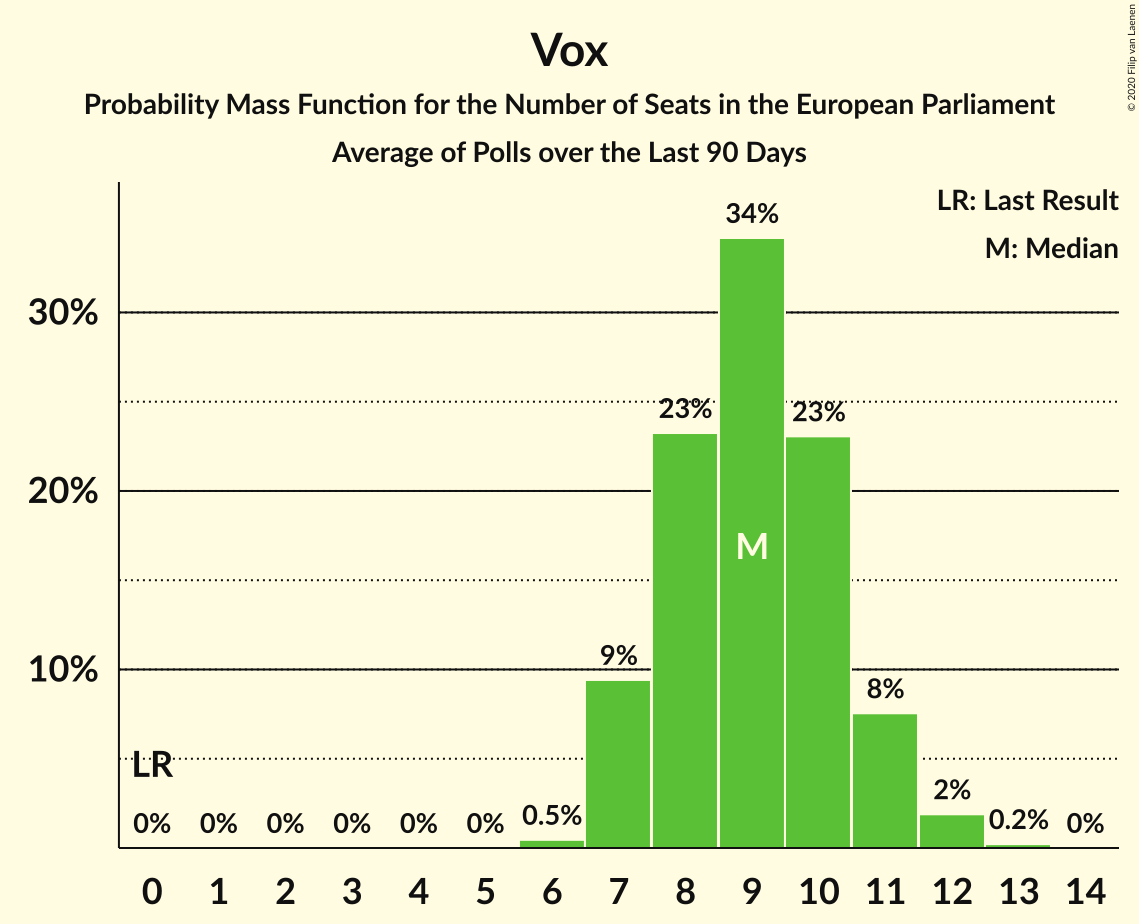 Vox
Probability Mass Function for the Number of Seats in the European Parliament
Average of Polls over the Last 90 Days
© 2020 Filip van Laenen
LR: Last Result
M: Median
30%
20%
10%
LR
0% 0% 0% 0% 0% 0% 0.5% 9% 23% 34% 23% 8% 2% 0.2% 0%
M
0 1 2 3 4 5 6 7 8 9 10 11 12 13 14